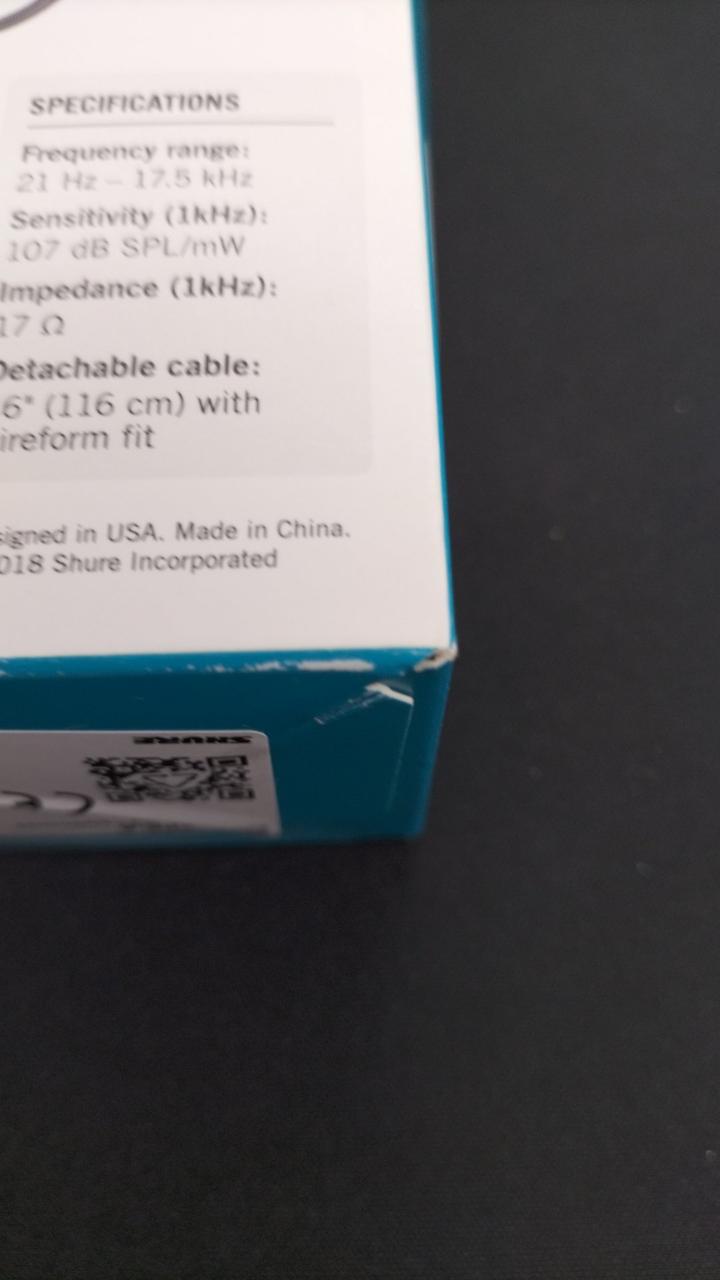 SPECIFICATIONS
Frequency range:
21 Hz – 17.5 kHz
Sensitivity (1kHz):
107 dB SPL/mW
Impedance (1kHz):
17 Ω
Detachable cable:
6" (116 cm) with
ireform fit
signed in USA. Made in China.
018 Shure Incorporated
SHURE